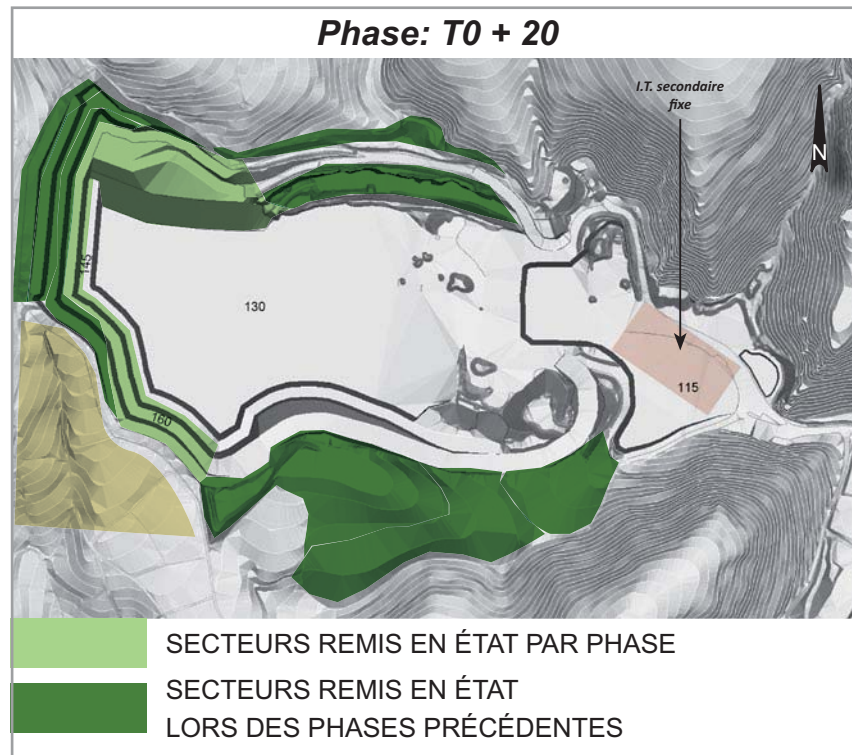 Phase: T0 + 20
I.T. secondaire
fixe
N
145
130
115
160
SECTEURS REMIS EN ÉTAT PAR PHASE
SECTEURS REMIS EN ÉTAT
LORS DES PHASES PRÉCÉDENTES